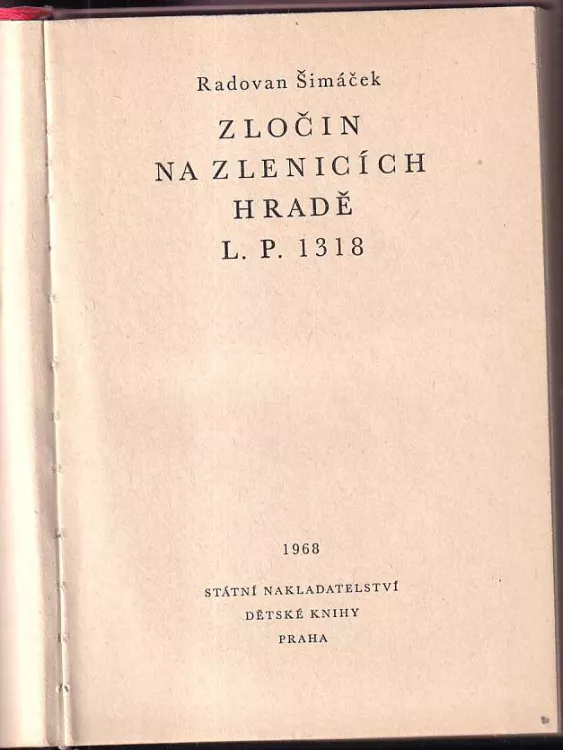 Radovan Šimáček
ZLOČIN
NA ZLENICÍCH
HRADĚ
L. P. 1318
1968
STÁTNÍ NAKLADATELSTVÍ
DĚTSKÉ KNIHY
PRAHA